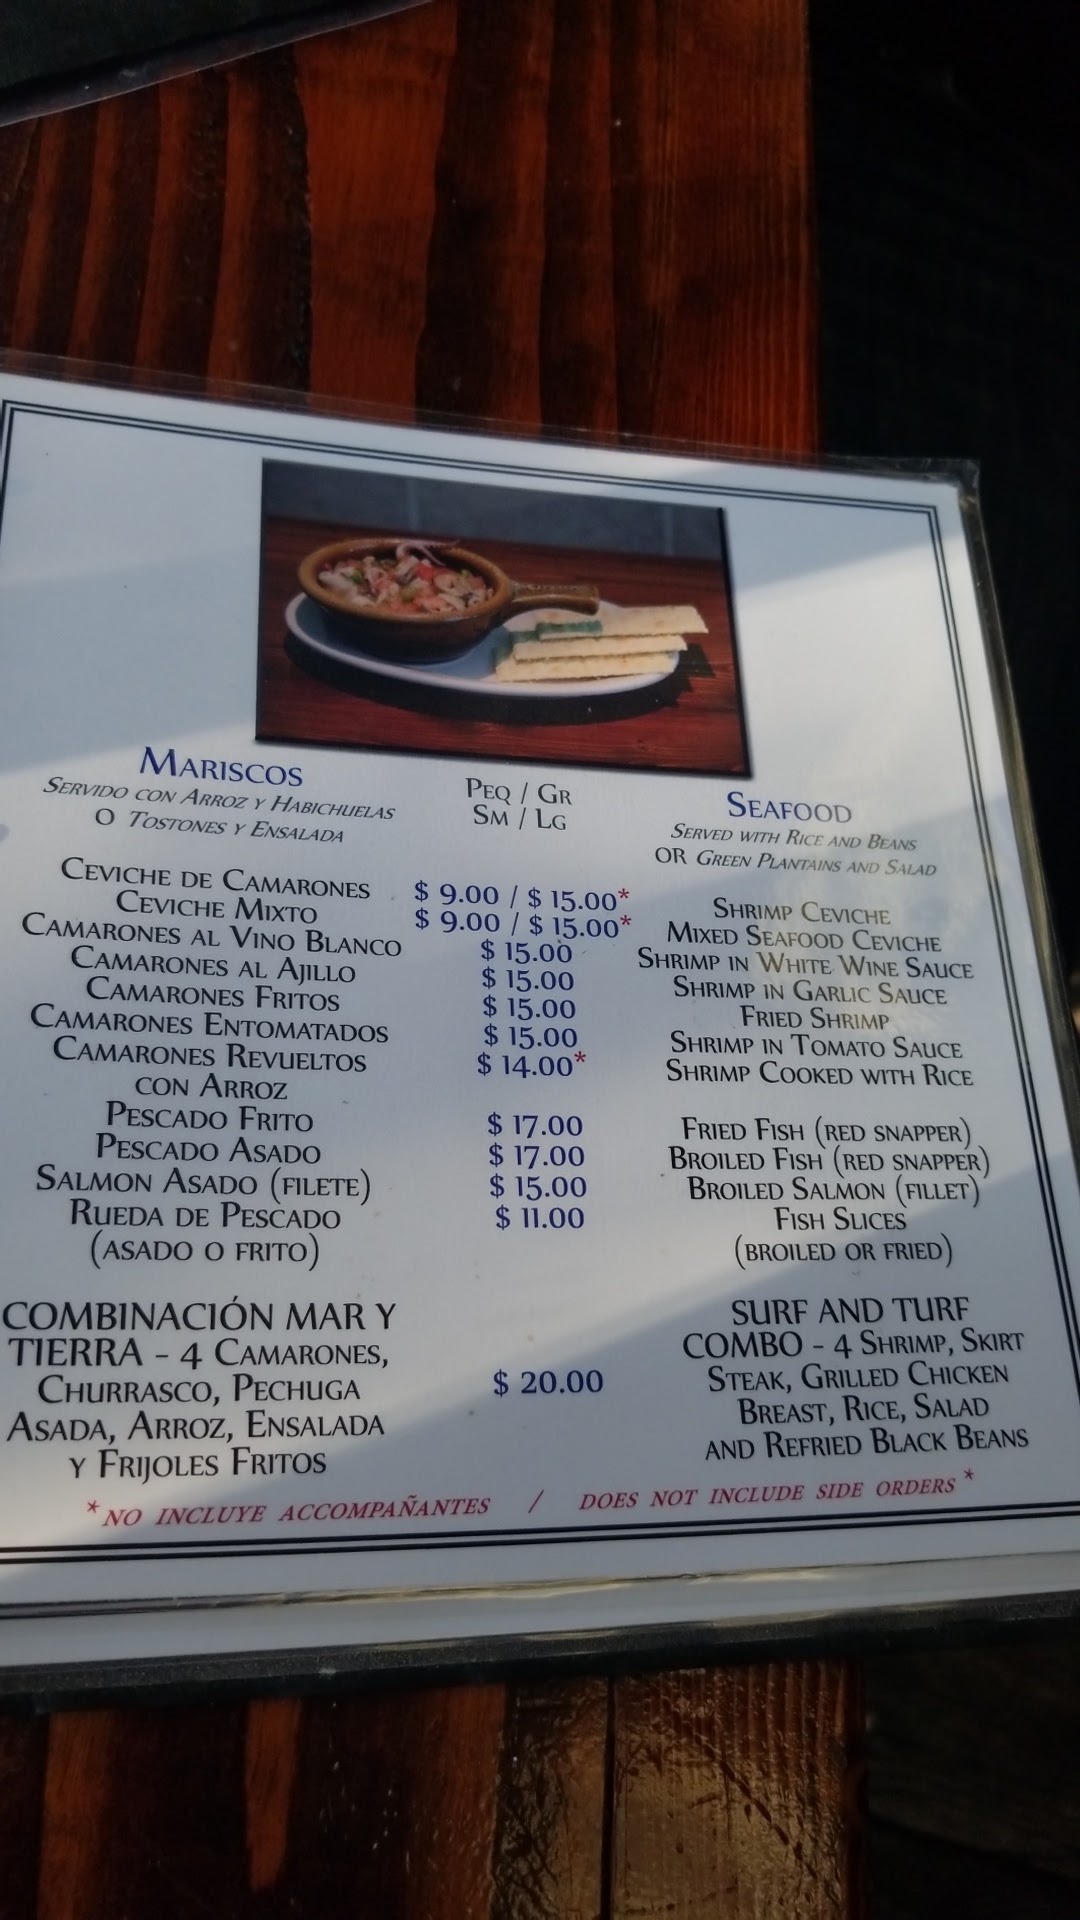 Mariscos
Servido con Arroz y Habichuelas
o Tostones y Ensalada
Peq / Gr
Sm / Lg
Seafood
Served with Rice and Beans
or Green Plantains and Salad
Ceviche de Camarones $ 9.00 / $ 15.00* Shrimp Ceviche
Ceviche Mixto $ 9.00 / $ 15.00* Mixed Seafood Ceviche
Camarones al Vino Blanco $ 15.00 Shrimp in White Wine Sauce
Camarones al Ajillo $ 15.00 Shrimp in Garlic Sauce
Camarones Fritos $ 15.00 Fried Shrimp
Camarones Entomatados $ 15.00 Shrimp in Tomato Sauce
Camarones Revueltos $ 14.00* Shrimp Cooked with Rice
con Arroz
Pescado Frito $ 17.00 Fried Fish (red snapper)
Pescado Asado $ 17.00 Broiled Fish (red snapper)
Salmon Asado (filete) $ 15.00 Broiled Salmon (fillet)
Rueda de Pescado $ 11.00 Fish Slices
(asado o frito) (broiled or fried)
COMBINACIÓN MAR Y
TIERRA - 4 Camarones,
Churrasco, Pechuga
Asada, Arroz, Ensalada
y Frijoles Fritos
$ 20.00
SURF AND TURF
COMBO - 4 Shrimp, Skirt
Steak, Grilled Chicken
Breast, Rice, Salad
and Refried Black Beans
*NO INCLUYE ACCOMPAÑANTES / DOES NOT INCLUDE SIDE ORDERS*